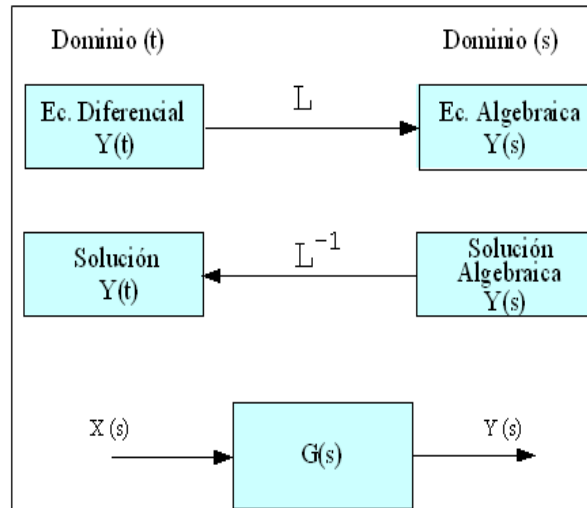 Dominio (t)
Dominio (s)
Ec. Diferencial
Y(t)
L
Ec. Algebraica
Y(s)
Solución
Y(t)
L⁻¹
Solución
Algebraica
Y(s)
X (s)
G(s)
Y (s)